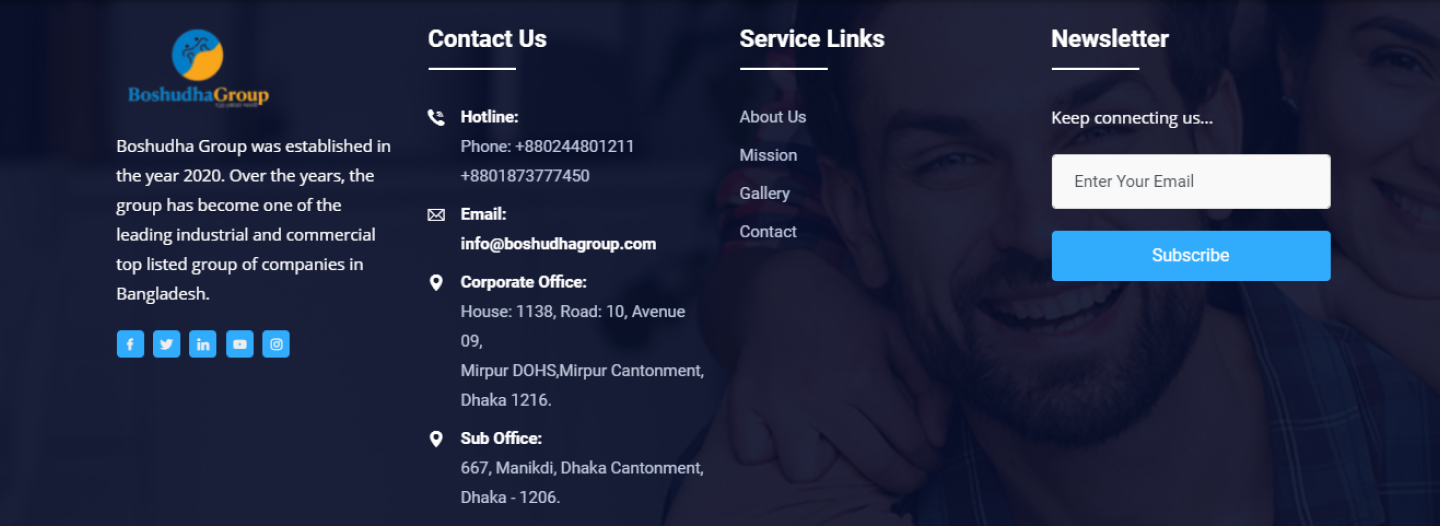 BoshudhaGroup
Boshudha Group was established in
the year 2020. Over the years, the
group has become one of the
leading industrial and commercial
top listed group of companies in
Bangladesh.
Contact Us
Hotline:
Phone: +880244801211
+8801873777450
Email:
info@boshudhagroup.com
Corporate Office:
House: 1138, Road: 10, Avenue
09,
Mirpur DOHS,Mirpur Cantonment,
Dhaka 1216.
Sub Office:
667, Manikdi, Dhaka Cantonment,
Dhaka - 1206.
Service Links
About Us
Mission
Gallery
Contact
Newsletter
Keep connecting us...
Enter Your Email
Subscribe